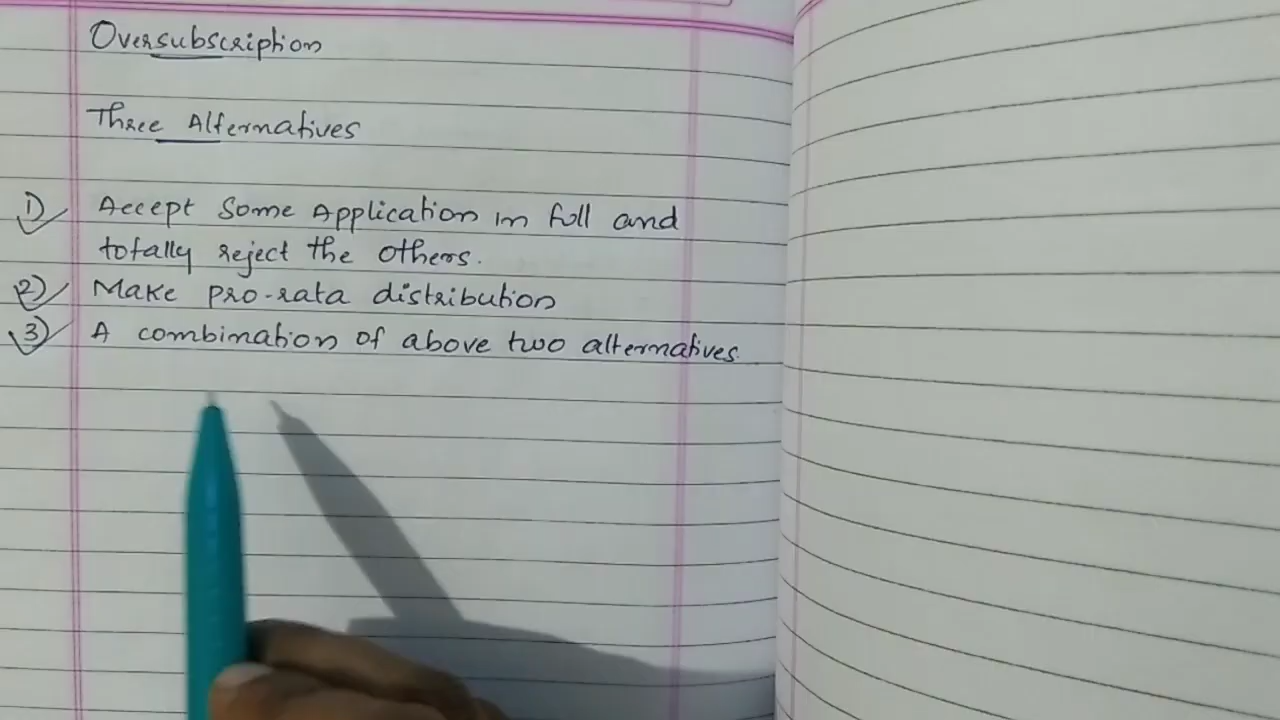 Oversubscription
Three Alternatives
1) Accept Some Application in full and
totally reject the others.
2) Make pro-rata distribution
3) A combination of above two alternatives